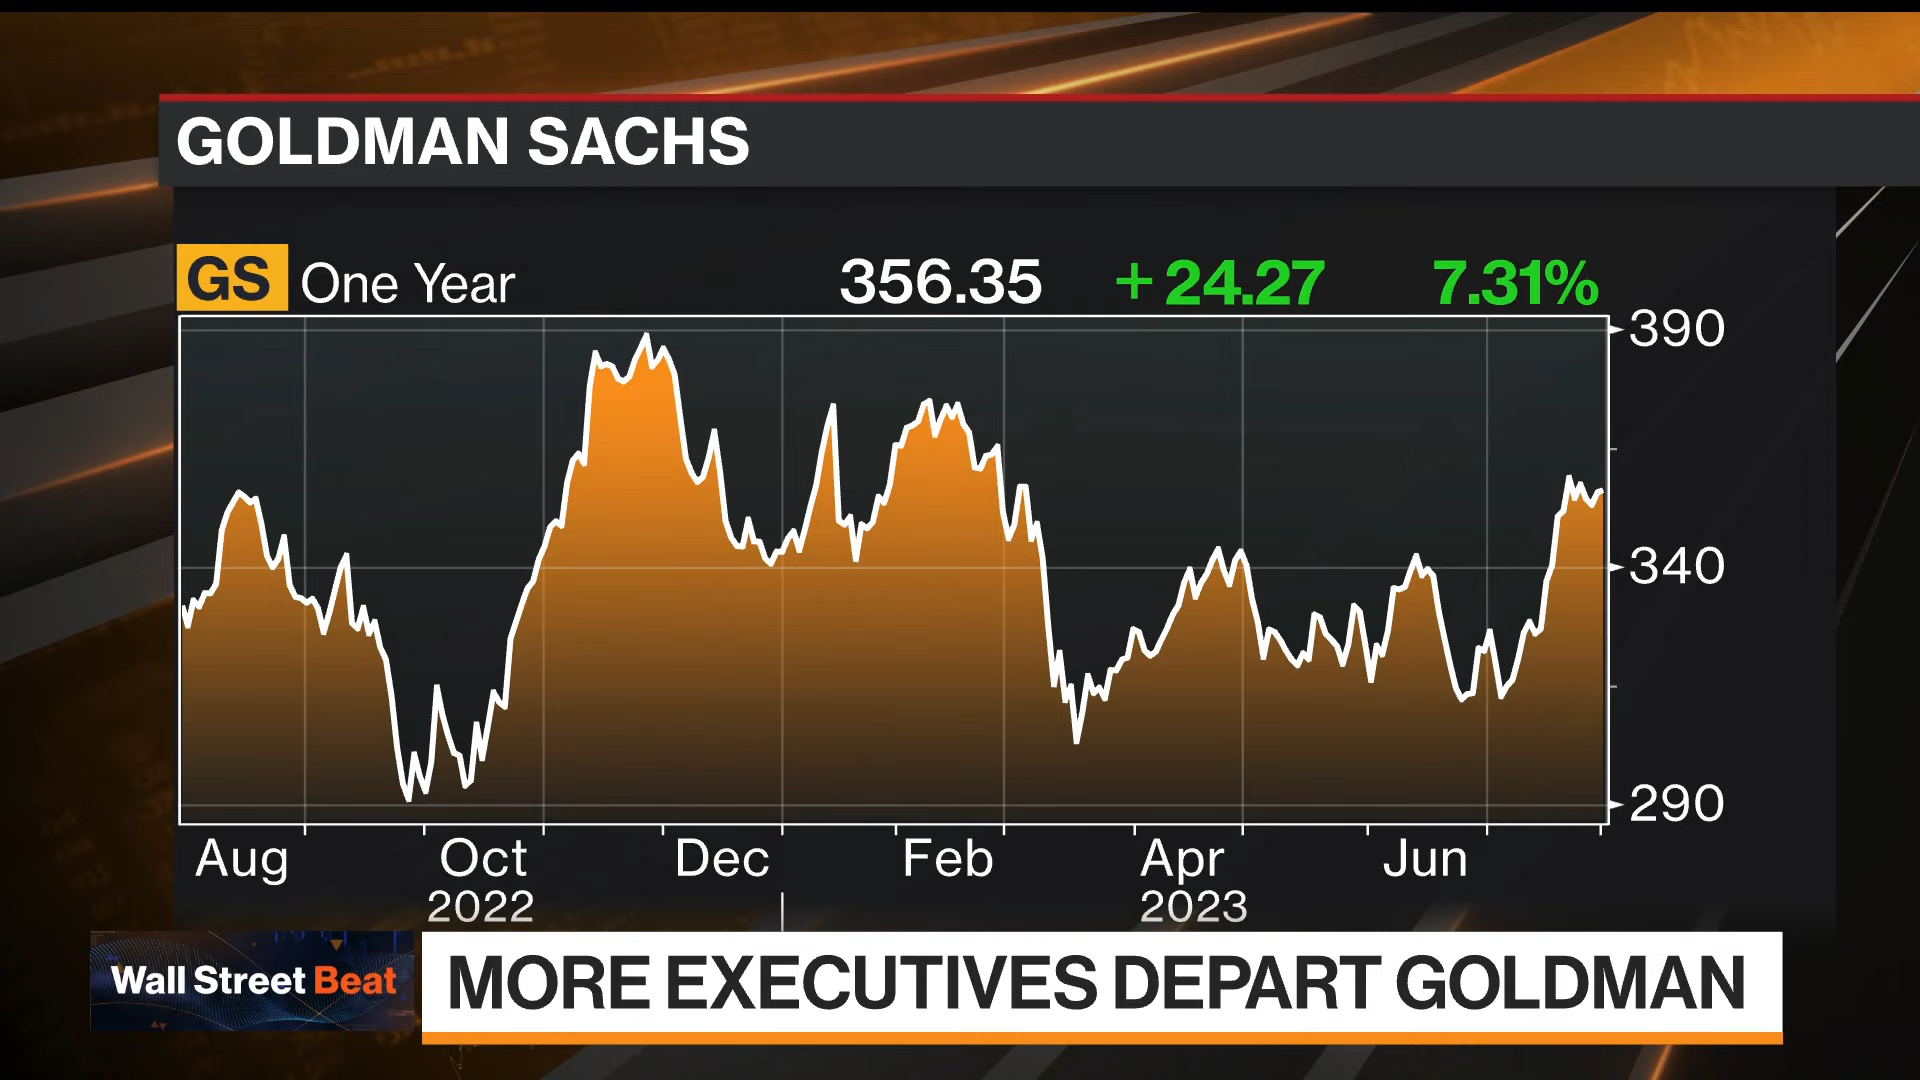 GOLDMAN SACHS
GS One Year 356.35 +24.27 7.31%
390
340
290
Aug Oct Dec Feb Apr Jun
2022 2023
Wall Street Beat
MORE EXECUTIVES DEPART GOLDMAN